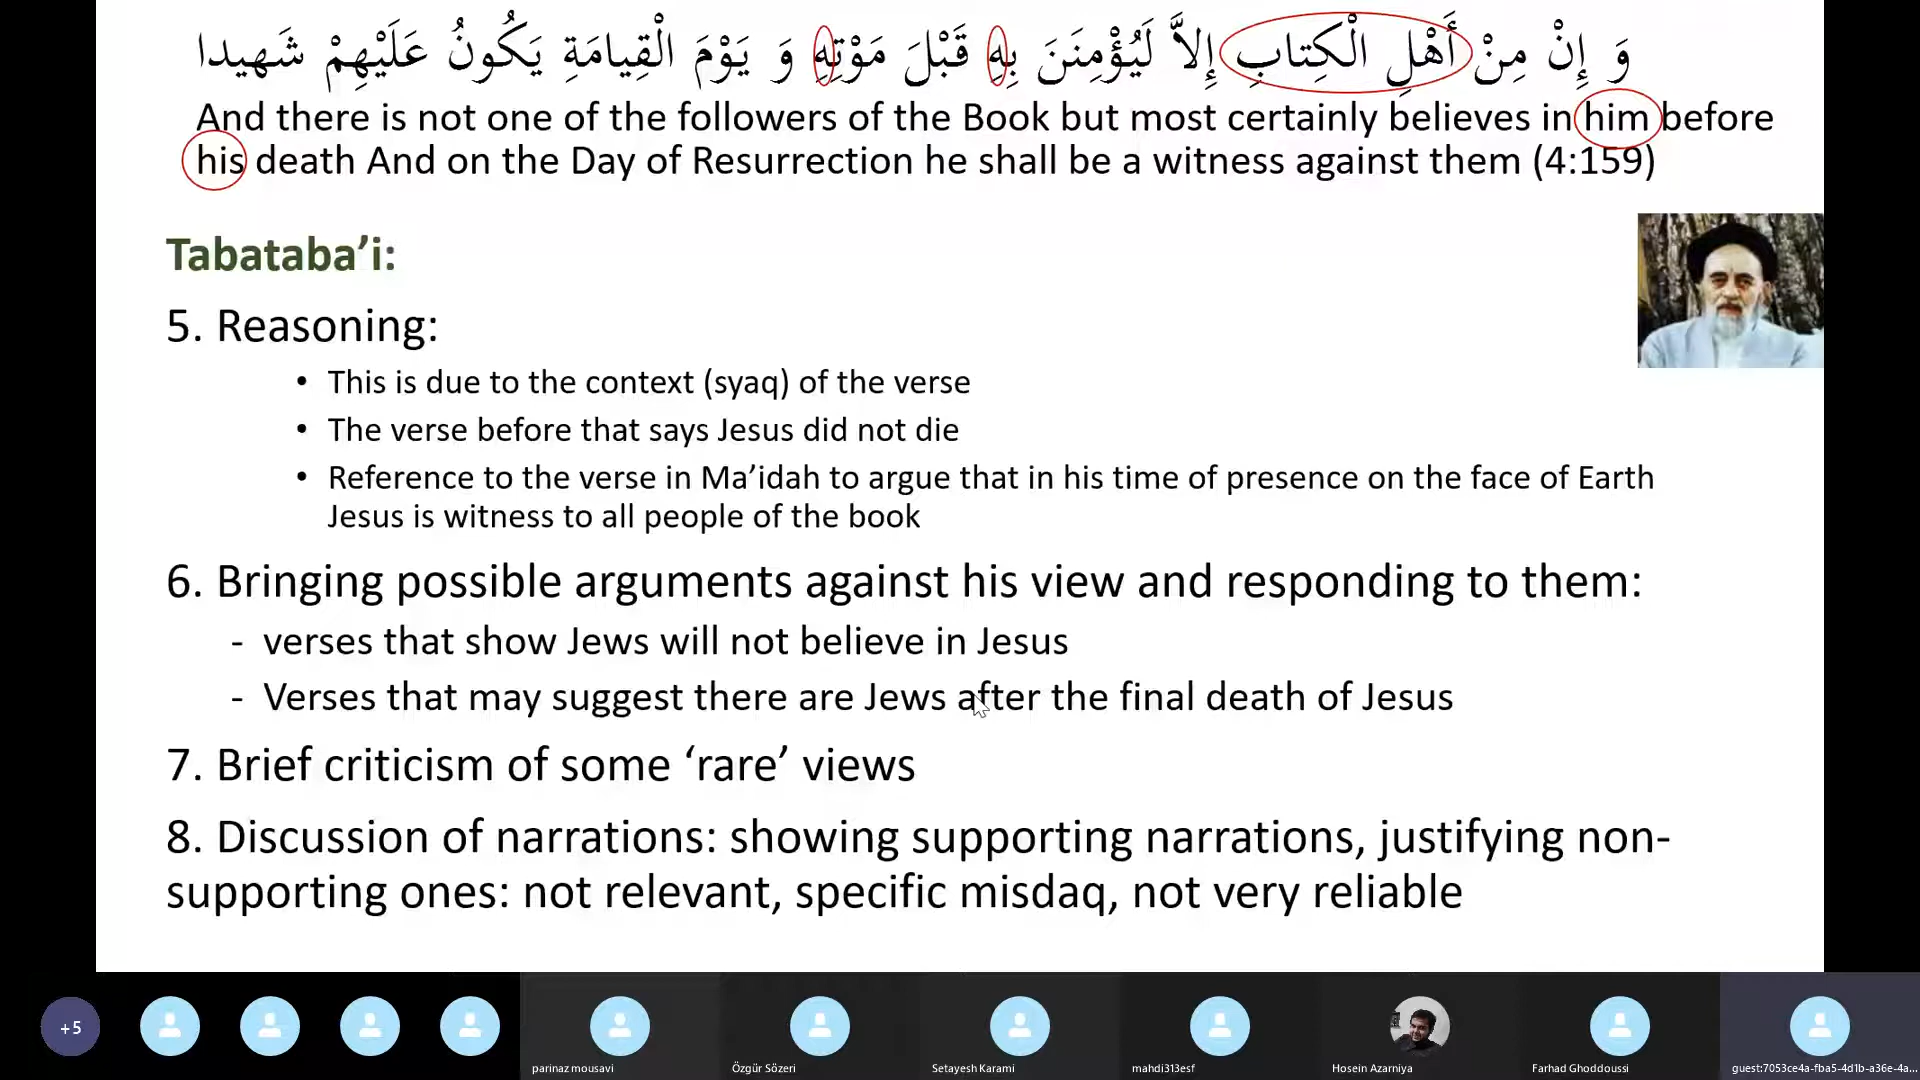 وَ إِنْ مِنْ أَهْلِ الْكِتابِ إِلاَّ لَيُؤْمِنَنَ بِهِ قَبْلَ مَوْتِهِ وَ يَوْمَ الْقِيامَةِ يَكُونُ عَلَيْهِمْ شَهيدا
And there is not one of the followers of the Book but most certainly believes in him before
his death And on the Day of Resurrection he shall be a witness against them (4:159)
Tabataba’i:
5. Reasoning:
• This is due to the context (syaq) of the verse
• The verse before that says Jesus did not die
• Reference to the verse in Ma’idah to argue that in his time of presence on the face of Earth
Jesus is witness to all people of the book
6. Bringing possible arguments against his view and responding to them:
- verses that show Jews will not believe in Jesus
- Verses that may suggest there are Jews after the final death of Jesus
7. Brief criticism of some ‘rare’ views
8. Discussion of narrations: showing supporting narrations, justifying non-
supporting ones: not relevant, specific misdaq, not very reliable
+5
parinaz mousavi
Özgür Sözeri
Setayesh Karami
mahdi313esf
Hosein Azarniya
Farhad Ghoddoussi
guest:7053ce4a-fba5-4d1b-a36e-4a...